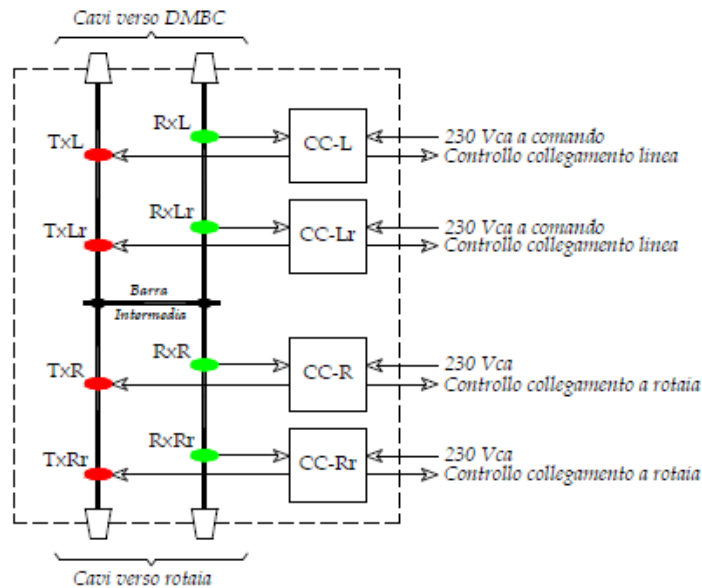 Cavi verso DMBC
RxL
TxL
CC-L
230 Vca a comando
Controllo collegamento linea
RxLr
TxLr
CC-Lr
230 Vca a comando
Controllo collegamento linea
Barra
Intermedia
RxR
TxR
CC-R
230 Vca
Controllo collegamento a rotaia
RxRr
TxRr
CC-Rr
230 Vca
Controllo collegamento a rotaia
Cavi verso rotaia